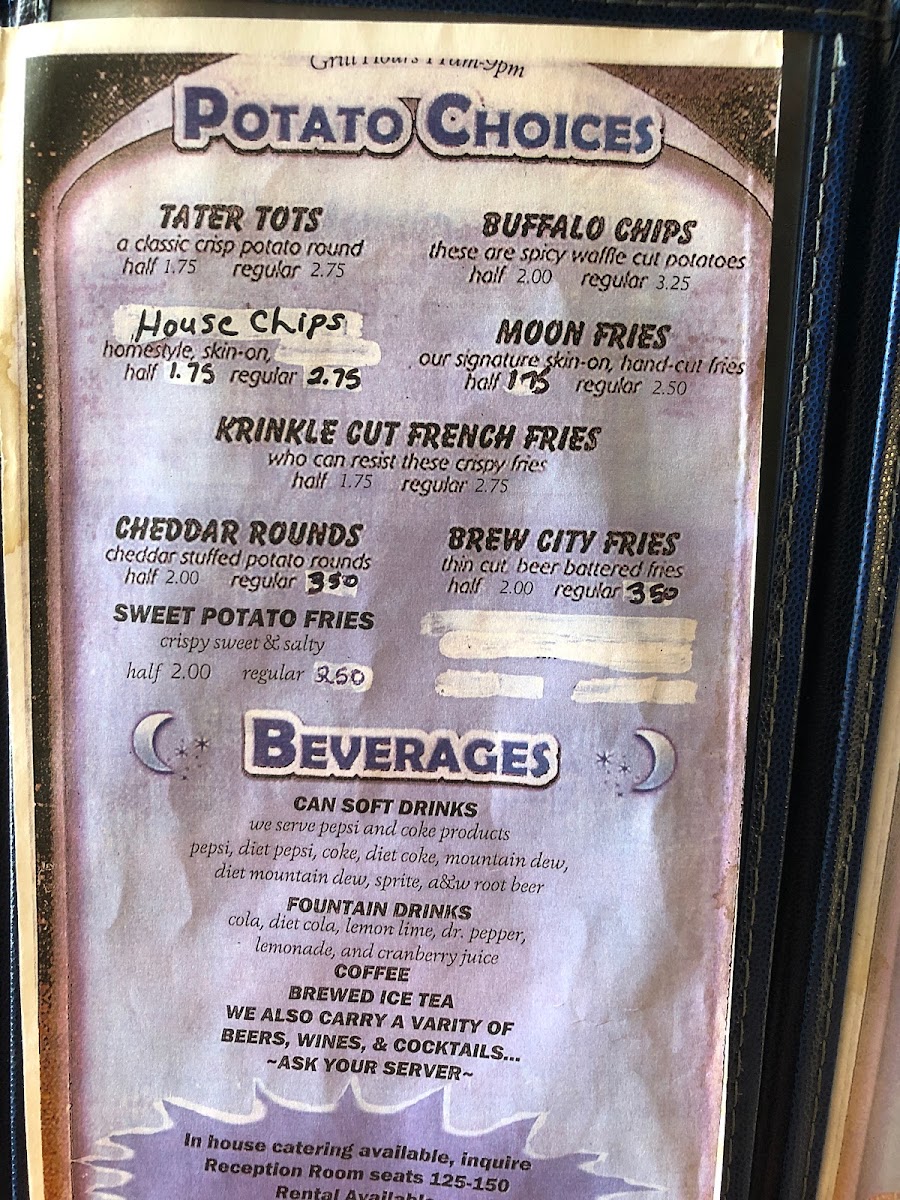 Grill Hours 11am-9pm
POTATO CHOICES
TATER TOTS
a classic crisp potato round
half 1.75 regular 2.75
BUFFALO CHIPS
these are spicy waffle cut potatoes
half 2.00 regular 3.25
House Chips
homestyle, skin-on,
half 1.75 regular 2.75
MOON FRIES
our signature skin-on, hand-cut fries
half 1.75 regular 2.50
KRINKLE CUT FRENCH FRIES
who can resist these crispy fries
half 1.75 regular 2.75
CHEDDAR ROUNDS
cheddar stuffed potato rounds
half 2.00 regular 350
BREW CITY FRIES
thin cut, beer battered fries
half 2.00 regular 350
SWEET POTATO FRIES
crispy sweet & salty
half 2.00 regular
BEVERAGES
CAN SOFT DRINKS
we serve pepsi and coke products
pepsi, diet pepsi, coke, diet coke, mountain dew,
diet mountain dew, sprite, a&w root beer
FOUNTAIN DRINKS
cola, diet cola, lemon lime, dr. pepper,
lemonade, and cranberry juice
COFFEE
BREWED ICE TEA
WE ALSO CARRY A VARITY OF
BEERS, WINES, & COCKTAILS...
~ASK YOUR SERVER~
In house catering available, inquire
Reception Room seats 125-150
Rental Available